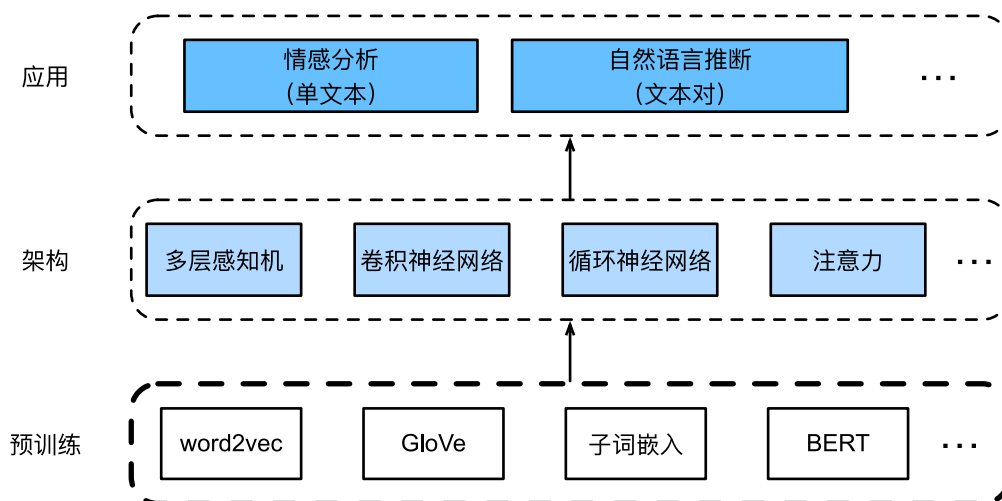 应用
情感分析
(单文本)
自然语言推断
(文本对)
...
架构
多层感知机
卷积神经网络
循环神经网络
注意力
...
预训练
word2vec
GloVe
子词嵌入
BERT
...